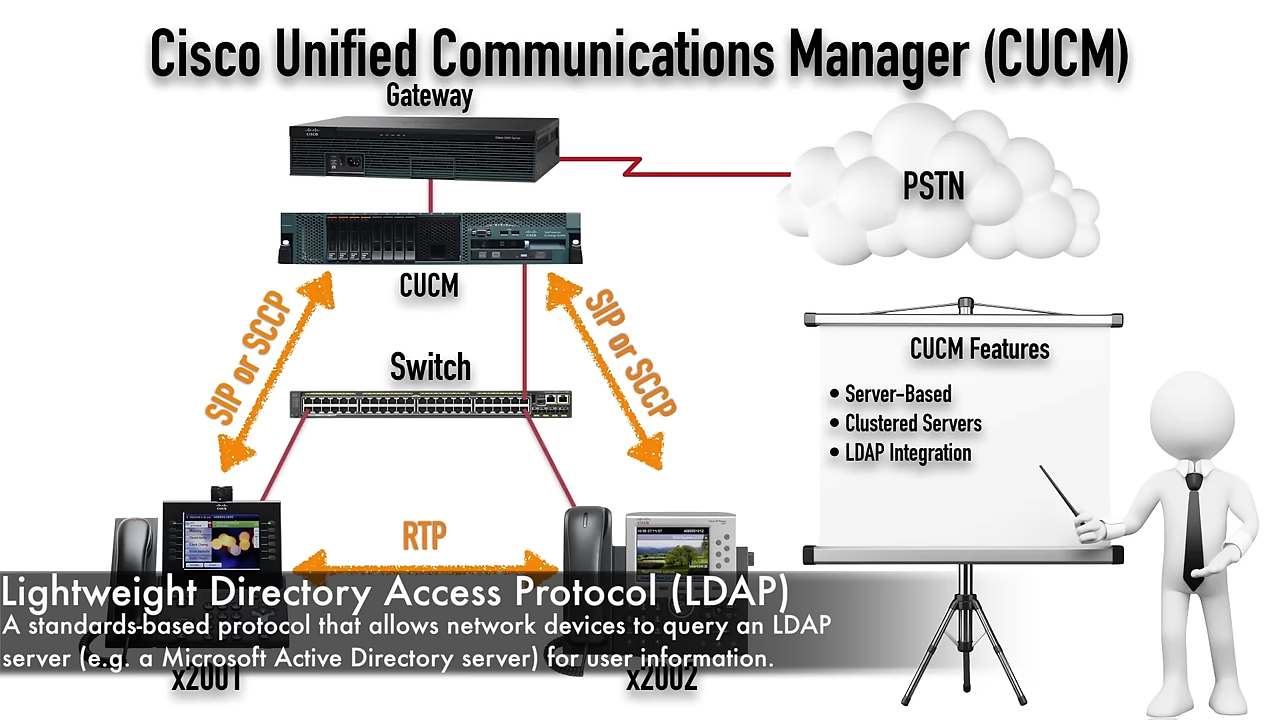 Cisco Unified Communications Manager (CUCM)
Gateway
CISCO
PSTN
CUCM
SIP or SCCP
SIP or SCCP
Switch
CUCM Features
• Server-Based
• Clustered Servers
• LDAP Integration
RTP
Lightweight Directory Access Protocol (LDAP)
A standards-based protocol that allows network devices to query an LDAP
server (e.g. a Microsoft Active Directory server) for user information.
x2001
x2002